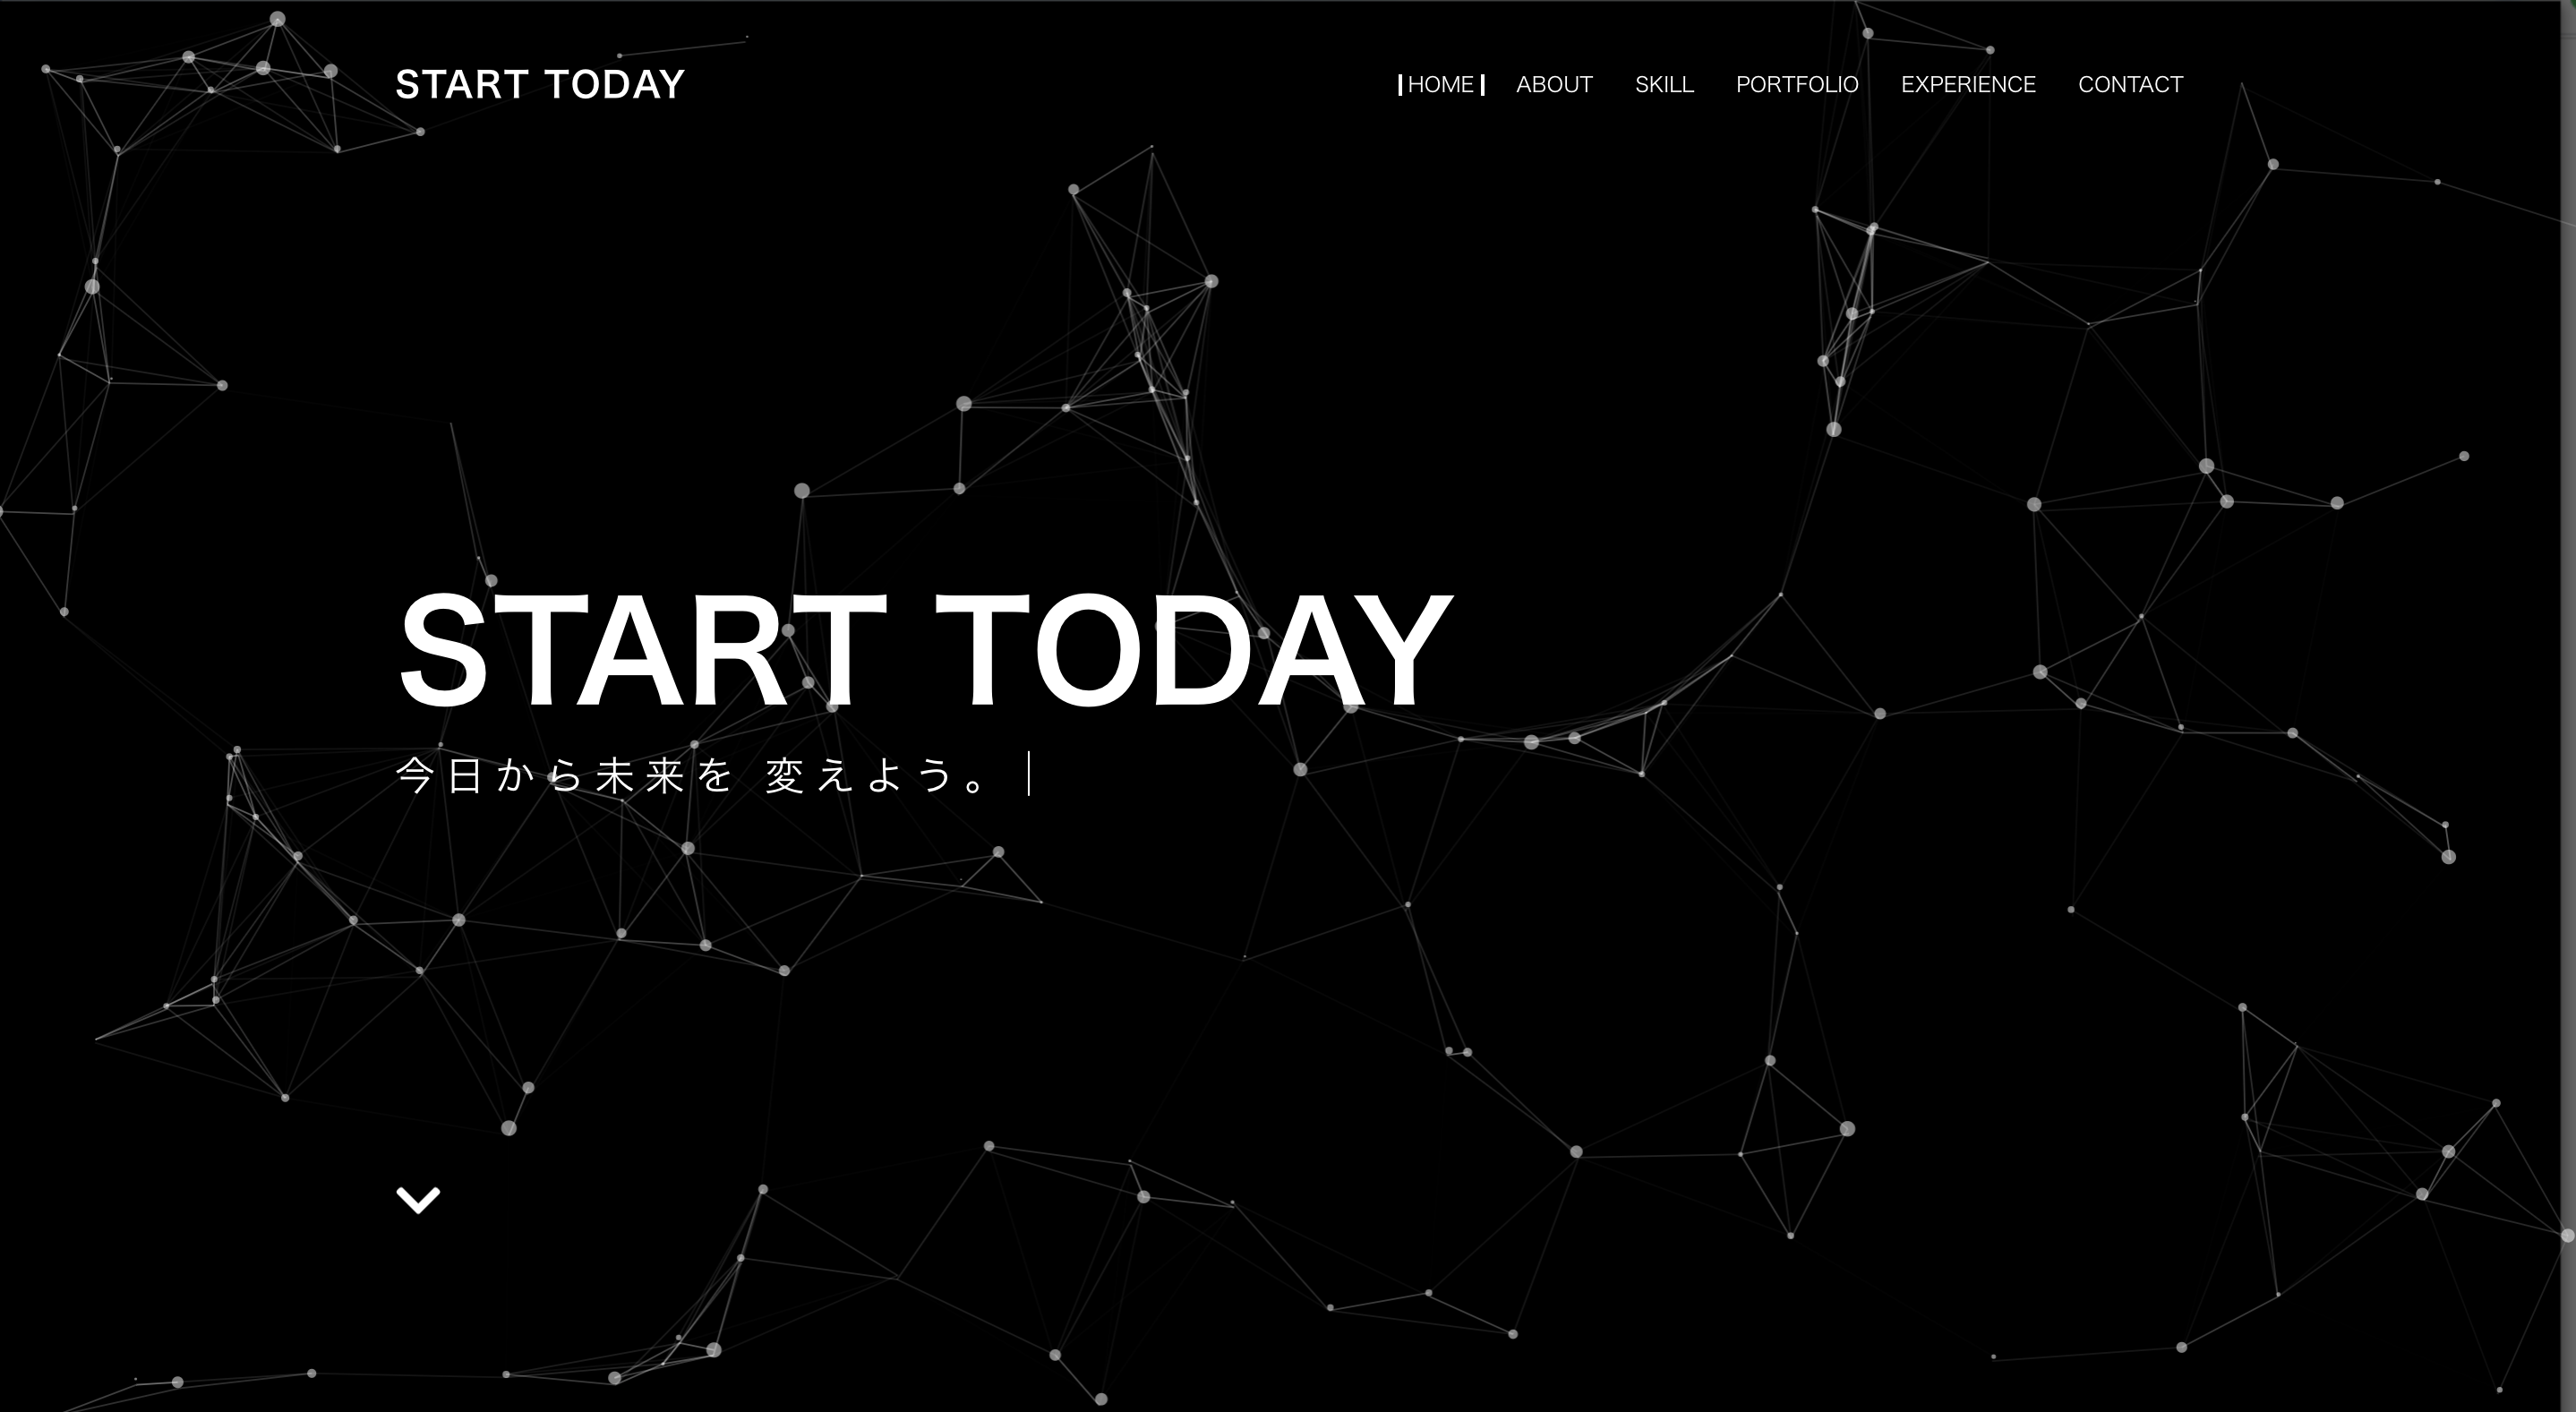 START TODAY
HOME ABOUT SKILL PORTFOLIO EXPERIENCE CONTACT
START TODAY
今日から未来を 変えよう。